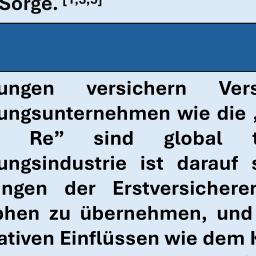 Sorge. [1,3,5]
ungen versichern Vers
ungsunternehmen wie die „
Re” sind global t
ungsindustrie ist darauf s
ngen der Erstversicherer
phen zu übernehmen, und
ativen Einflüssen wie dem K